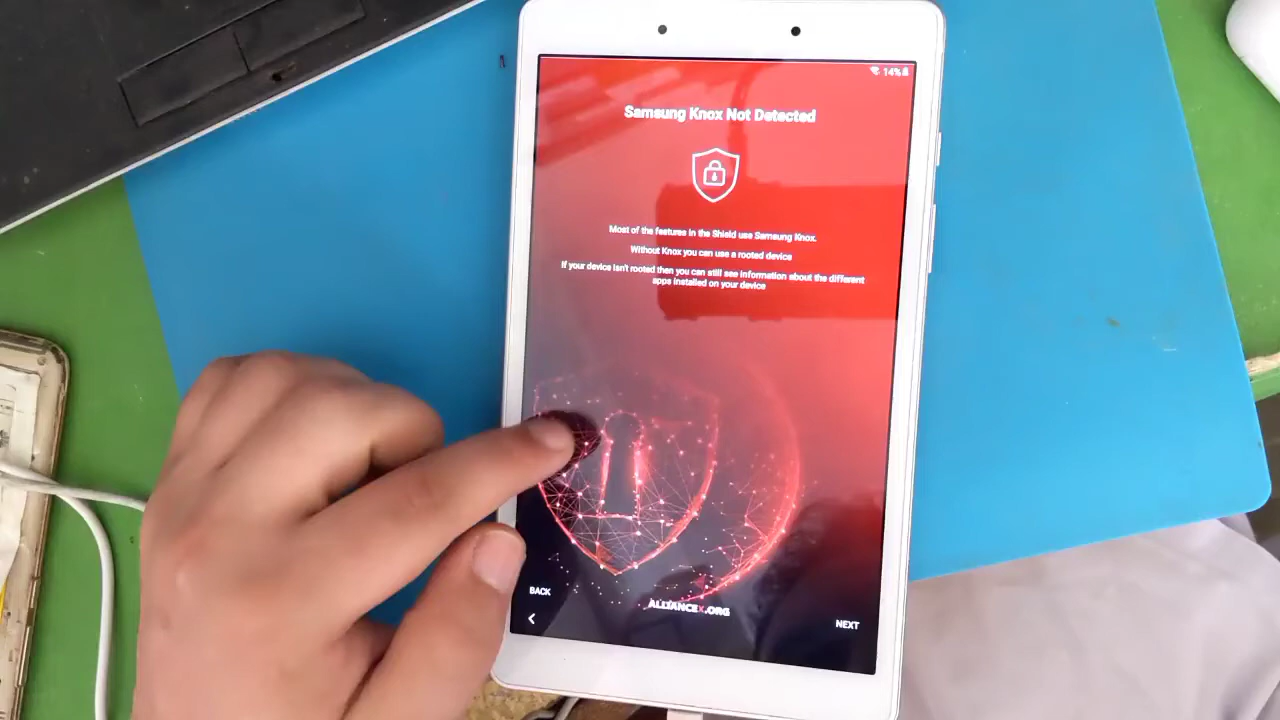 14%
Samsung Knox Not Detected
Most of the features in the Shield use Samsung Knox.
Without Knox you can use a rooted device
If your device isn't rooted then you can still see information about the different
apps installed on your device
BACK
ALLIANCEX.ORG
NEXT